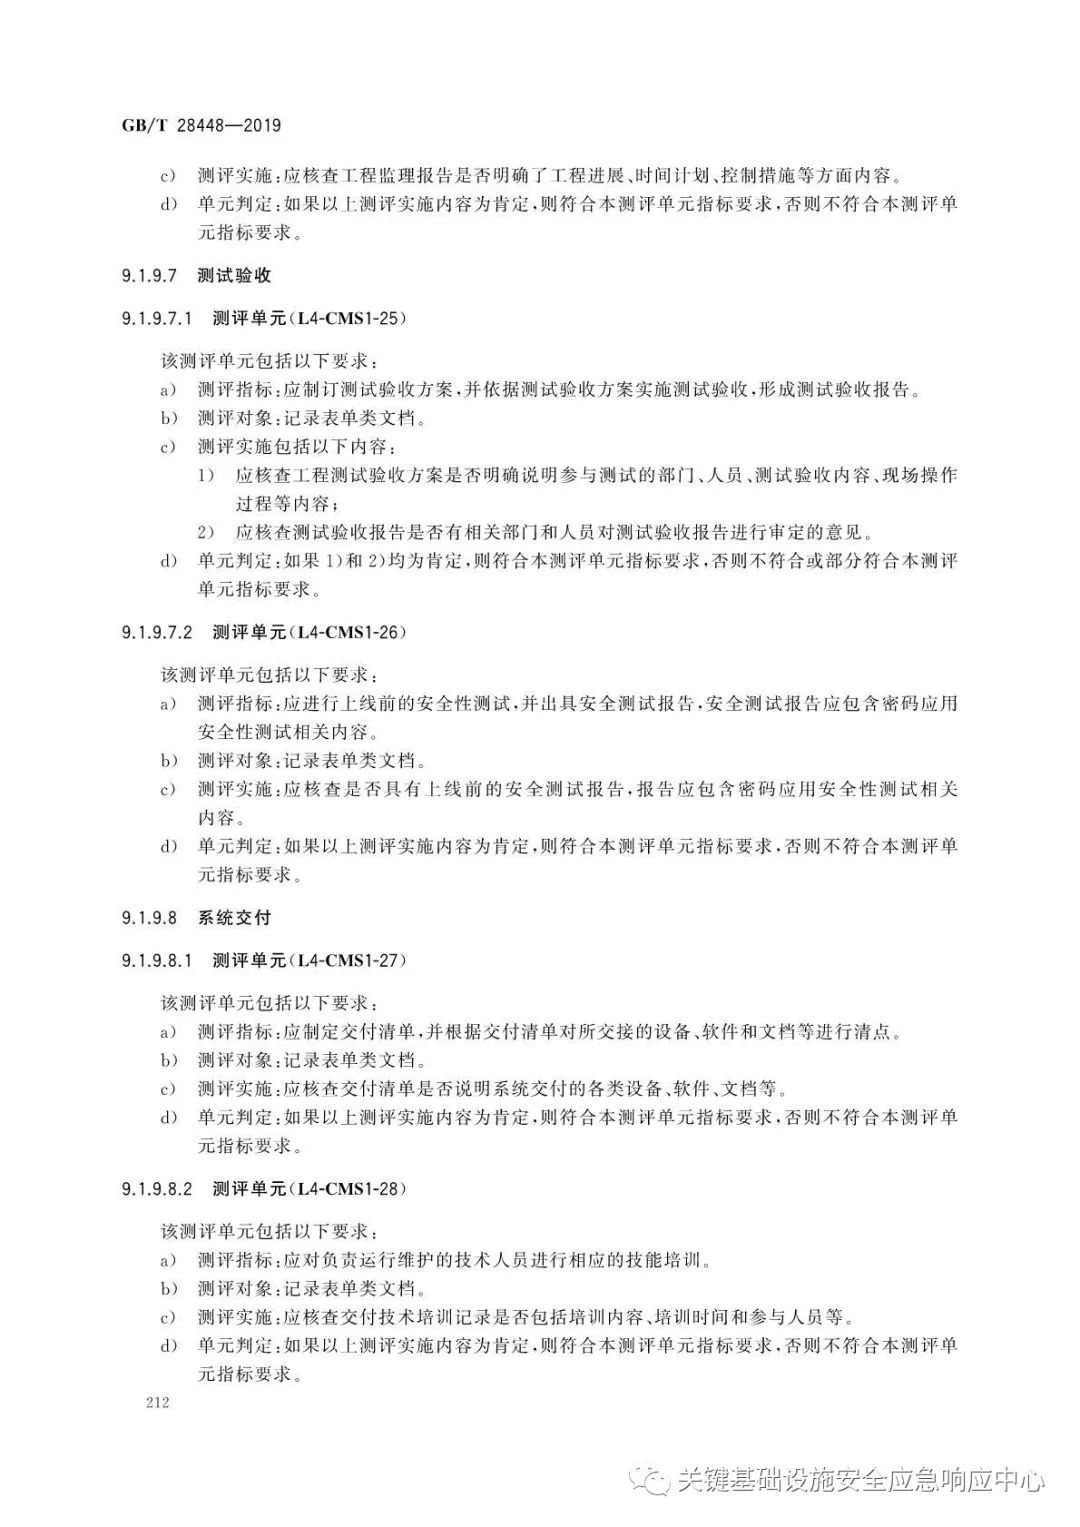 GB/T 28448—2019
c) 测评实施:应核查工程监理报告是否明确了工程进展、时间计划、控制措施等方面内容。
d) 单元判定:如果以上测评实施内容为肯定,则符合本测评单元指标要求,否则不符合本测评单
元指标要求。
9.1.9.7 测试验收
9.1.9.7.1 测评单元(L4-CMS1-25)
该测评单元包括以下要求:
a) 测评指标:应制订测试验收方案,并依据测试验收方案实施测试验收,形成测试验收报告。
b) 测评对象:记录表单类文档。
c) 测评实施包括以下内容:
1) 应核查工程测试验收方案是否明确说明参与测试的部门、人员、测试验收内容、现场操作
过程等内容;
2) 应核查测试验收报告是否有相关部门和人员对测试验收报告进行审定的意见。
d) 单元判定:如果 1)和 2)均为肯定,则符合本测评单元指标要求,否则不符合或部分符合本测评
单元指标要求。
9.1.9.7.2 测评单元(L4-CMS1-26)
该测评单元包括以下要求:
a) 测评指标:应进行上线前的安全性测试,并出具安全测试报告,安全测试报告应包含密码应用
安全性测试相关内容。
b) 测评对象:记录表单类文档。
c) 测评实施:应核查是否具有上线前的安全测试报告,报告应包含密码应用安全性测试相关
内容。
d) 单元判定:如果以上测评实施内容为肯定,则符合本测评单元指标要求,否则不符合本测评单
元指标要求。
9.1.9.8 系统交付
9.1.9.8.1 测评单元(L4-CMS1-27)
该测评单元包括以下要求:
a) 测评指标:应制定交付清单,并根据交付清单对所交接的设备、软件和文档等进行清点。
b) 测评对象:记录表单类文档。
c) 测评实施:应核查交付清单是否说明系统交付的各类设备、软件、文档等。
d) 单元判定:如果以上测评实施内容为肯定,则符合本测评单元指标要求,否则不符合本测评单
元指标要求。
9.1.9.8.2 测评单元(L4-CMS1-28)
该测评单元包括以下要求:
a) 测评指标:应对负责运行维护的技术人员进行相应的技能培训。
b) 测评对象:记录表单类文档。
c) 测评实施:应核查交付技术培训记录是否包括培训内容、培训时间和参与人员等。
d) 单元判定:如果以上测评实施内容为肯定,则符合本测评单元指标要求,否则不符合本测评单
元指标要求。
212
关键基础设施安全应急响应中心